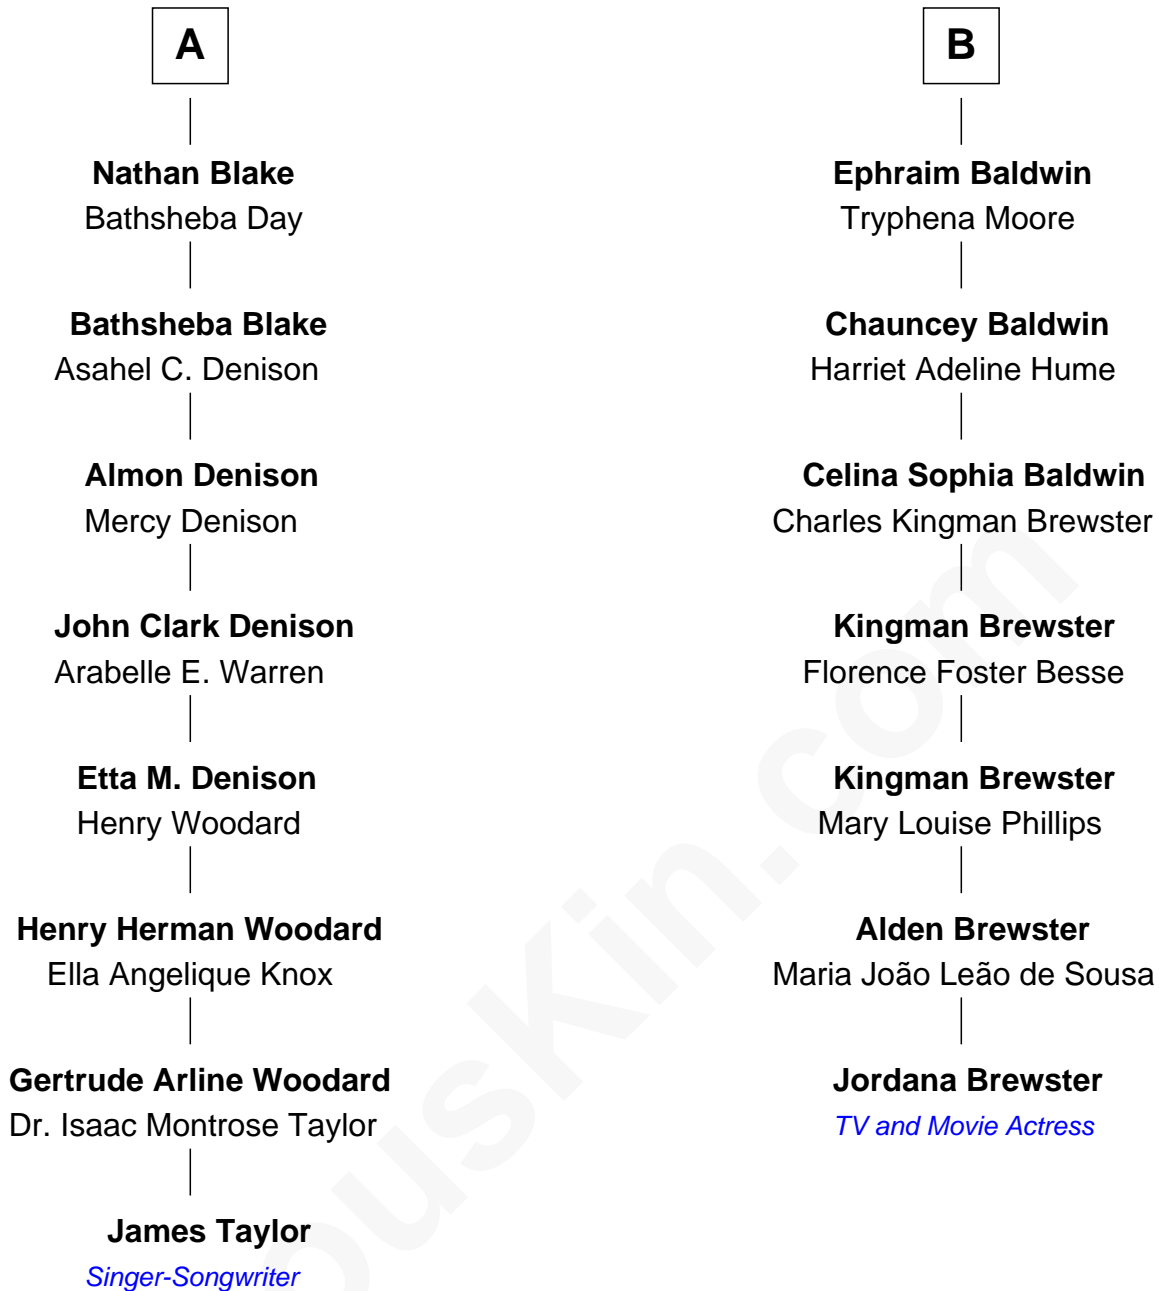 A
Nathan Blake
Bathsheba Day
Bathsheba Blake
Asahel C. Denison
Almon Denison
Mercy Denison
John Clark Denison
Arabelle E. Warren
Etta M. Denison
Henry Woodard
Henry Herman Woodard
Ella Angelique Knox
Gertrude Arline Woodard
Dr. Isaac Montrose Taylor
James Taylor
Singer-Songwriter
B
Ephraim Baldwin
Tryphena Moore
Chauncey Baldwin
Harriet Adeline Hume
Celina Sophia Baldwin
Charles Kingman Brewster
Kingman Brewster
Florence Foster Besse
Kingman Brewster
Mary Louise Phillips
Alden Brewster
Maria João Leão de Sousa
Jordana Brewster
TV and Movie Actress
ousKin.com